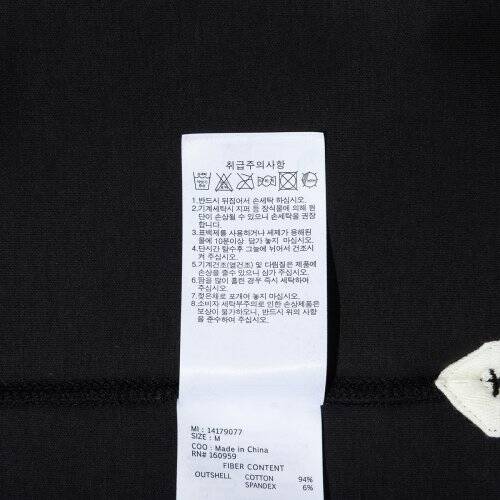 취급주의사항
1.반드시 뒤집어서 손세탁 하십시오.
2.기계세탁시 지퍼 등 장식물에 의해 원
단이 손상될 수 있으니 손세탁을 권장
합니다.
3.표백제를 사용하거나 세제가 용해된
물에 10분이상 담가 놓지 마십시오.
4.단시간 탈수후 그늘에 뉘어서 건조시
켜 주십시오.
5.기계건조(열건조) 및 다림질은 제품에
손상을 줄수 있으니 삼가 주십시오.
6.땀을 많이 흘린 경우 즉시 세탁하여
주십시오.
7.젖은채로 포개어 놓지 마십시오.
8.소비자 세탁부주의로 인한 손상제품은
보상이 불가하오니, 반드시 위의 사항
을 준수하여 주십시오.
MI : 14179077
SIZE : M
COO : Made in China
RN# 160959
FIBER CONTENT
OUTSHELL COTTON 94%
SPANDEX 6%